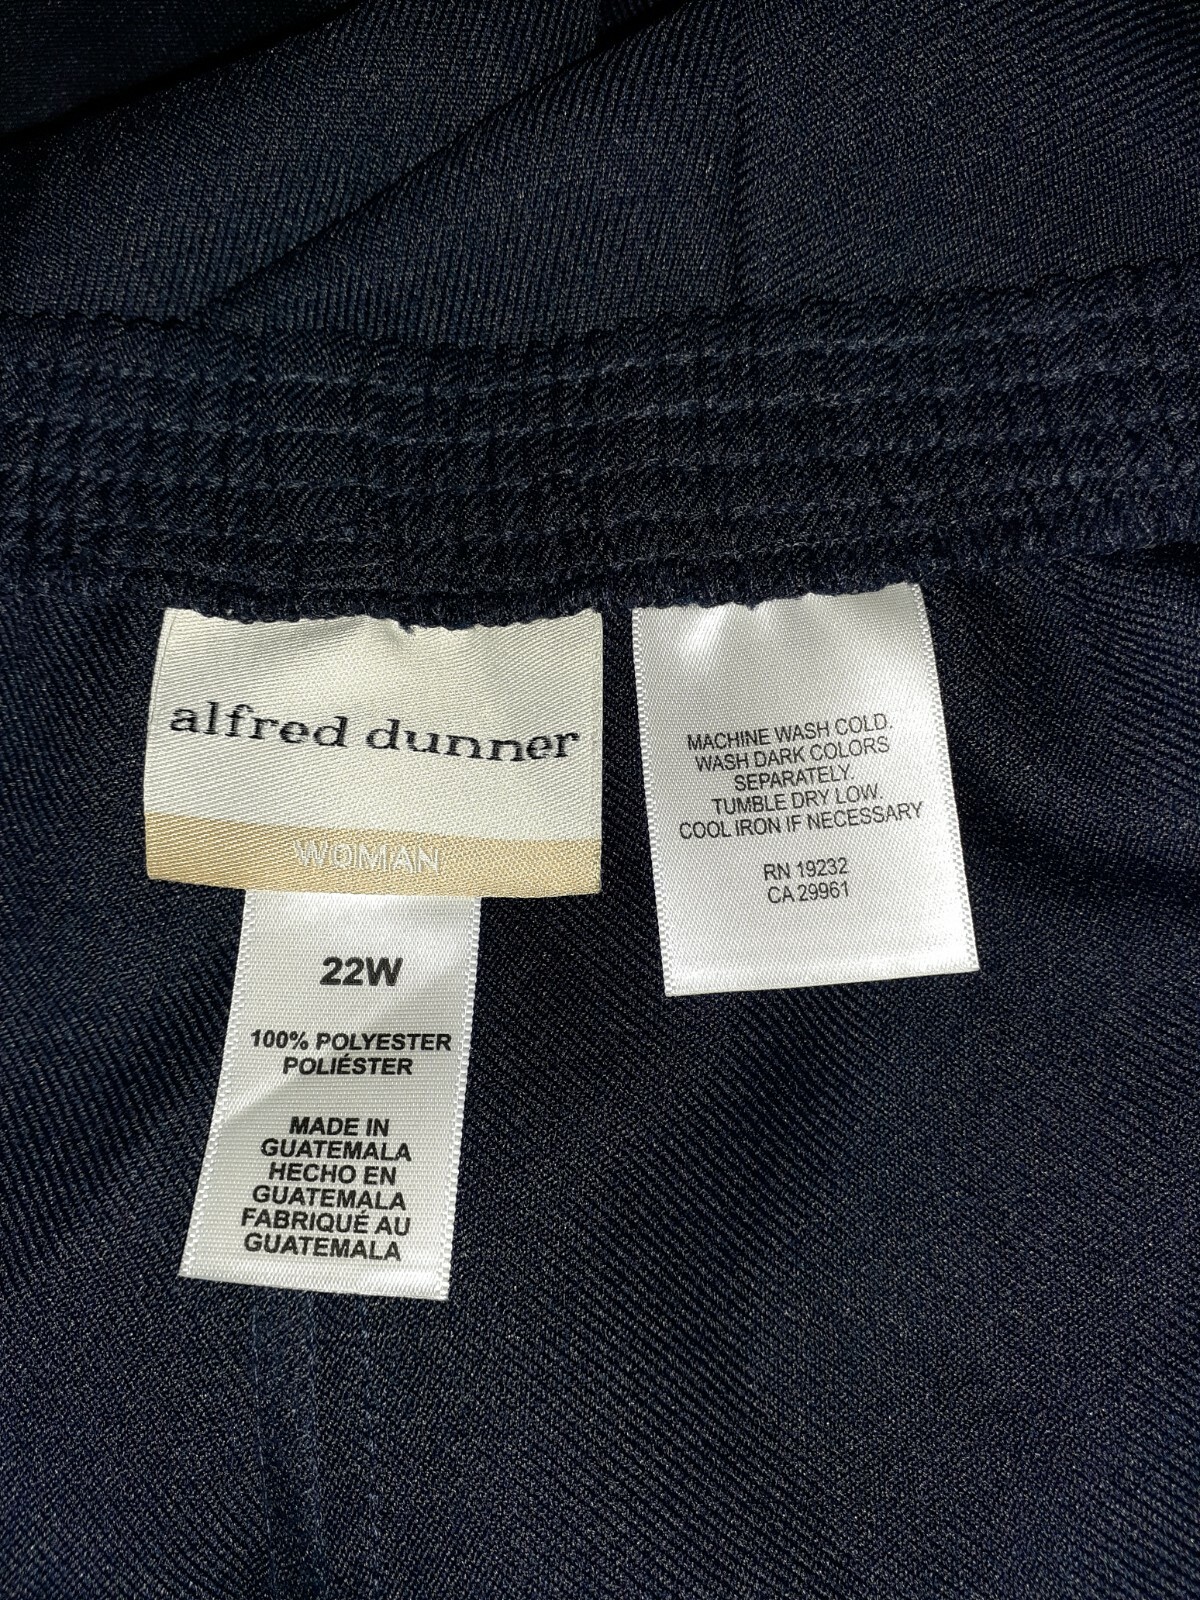 alfred dunner
WOMAN
22W
100% POLYESTER
POLIÉSTER
MADE IN
GUATEMALA
HECHO EN
GUATEMALA
FABRIQUÉ AU
GUATEMALA
MACHINE WASH COLD.
WASH DARK COLORS
SEPARATELY.
TUMBLE DRY LOW.
COOL IRON IF NECESSARY
RN 19232
CA 29961